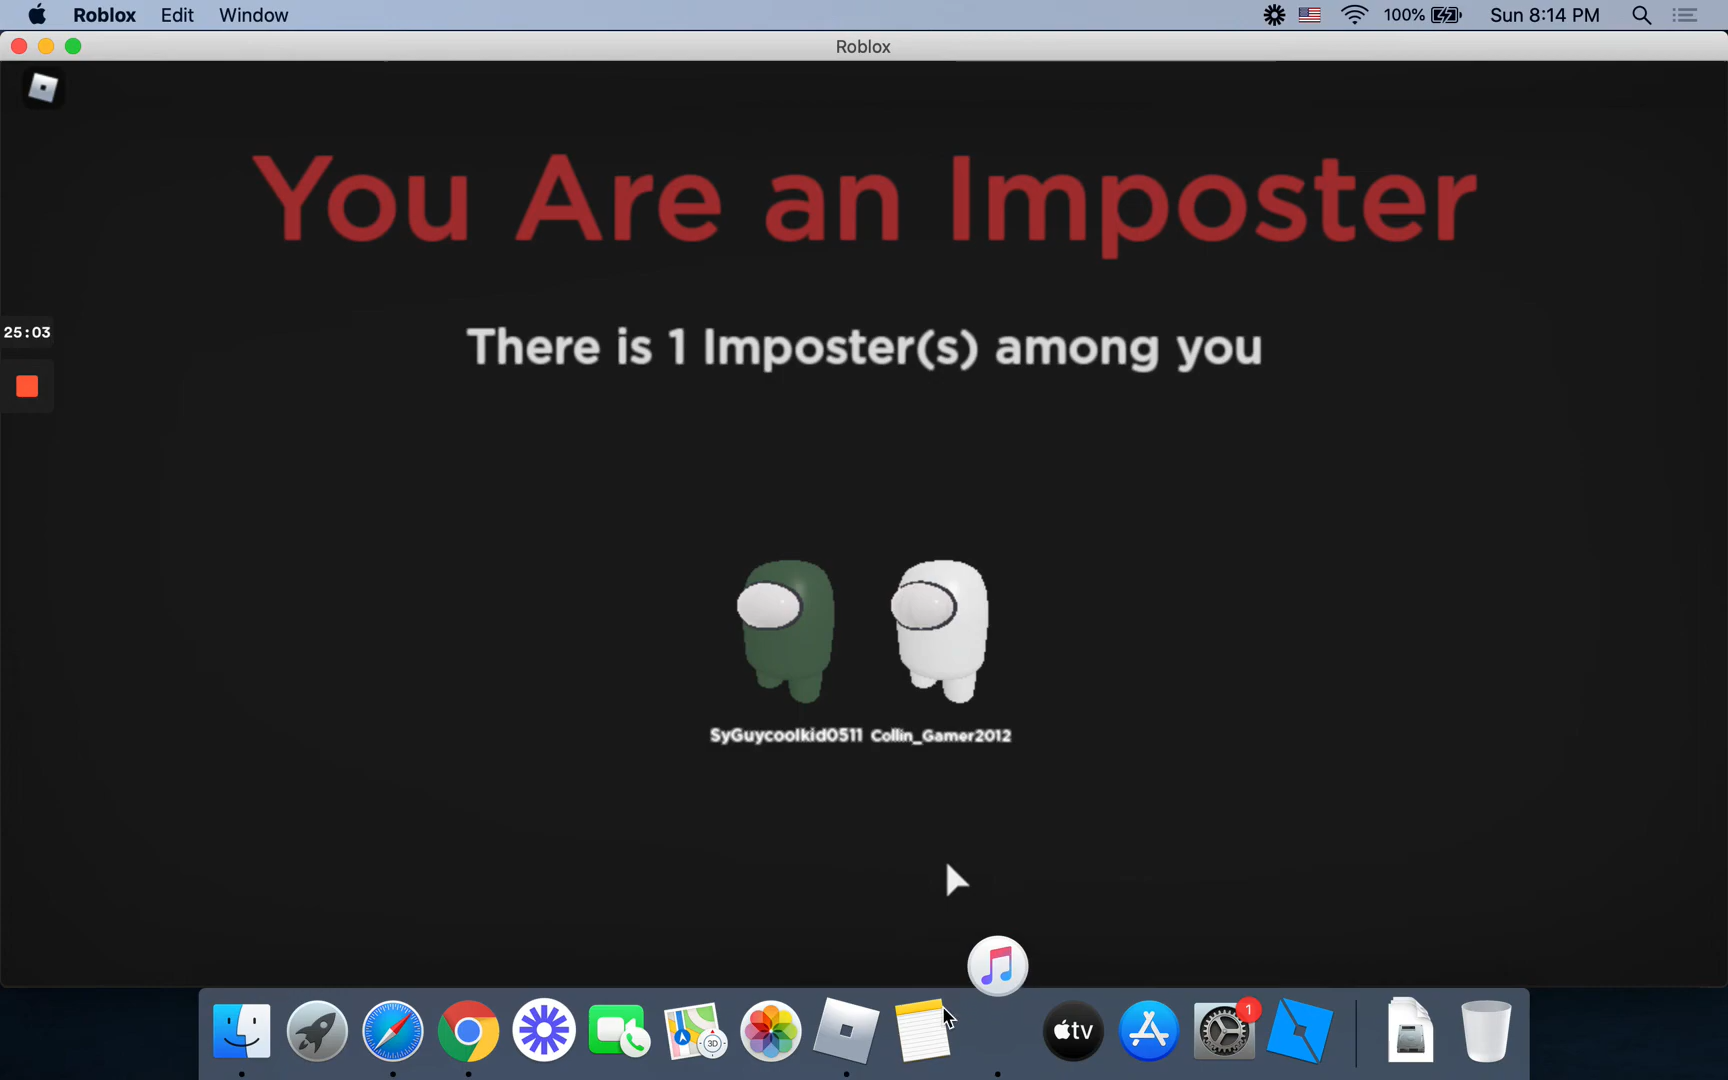 Roblox Edit Window 100% Sun 8:14 PM
Roblox
You Are an Imposter
There is 1 Imposter(s) among you
25:03
SyGuycoolkid0511 Collin_Gamer2012
3D
tv
1